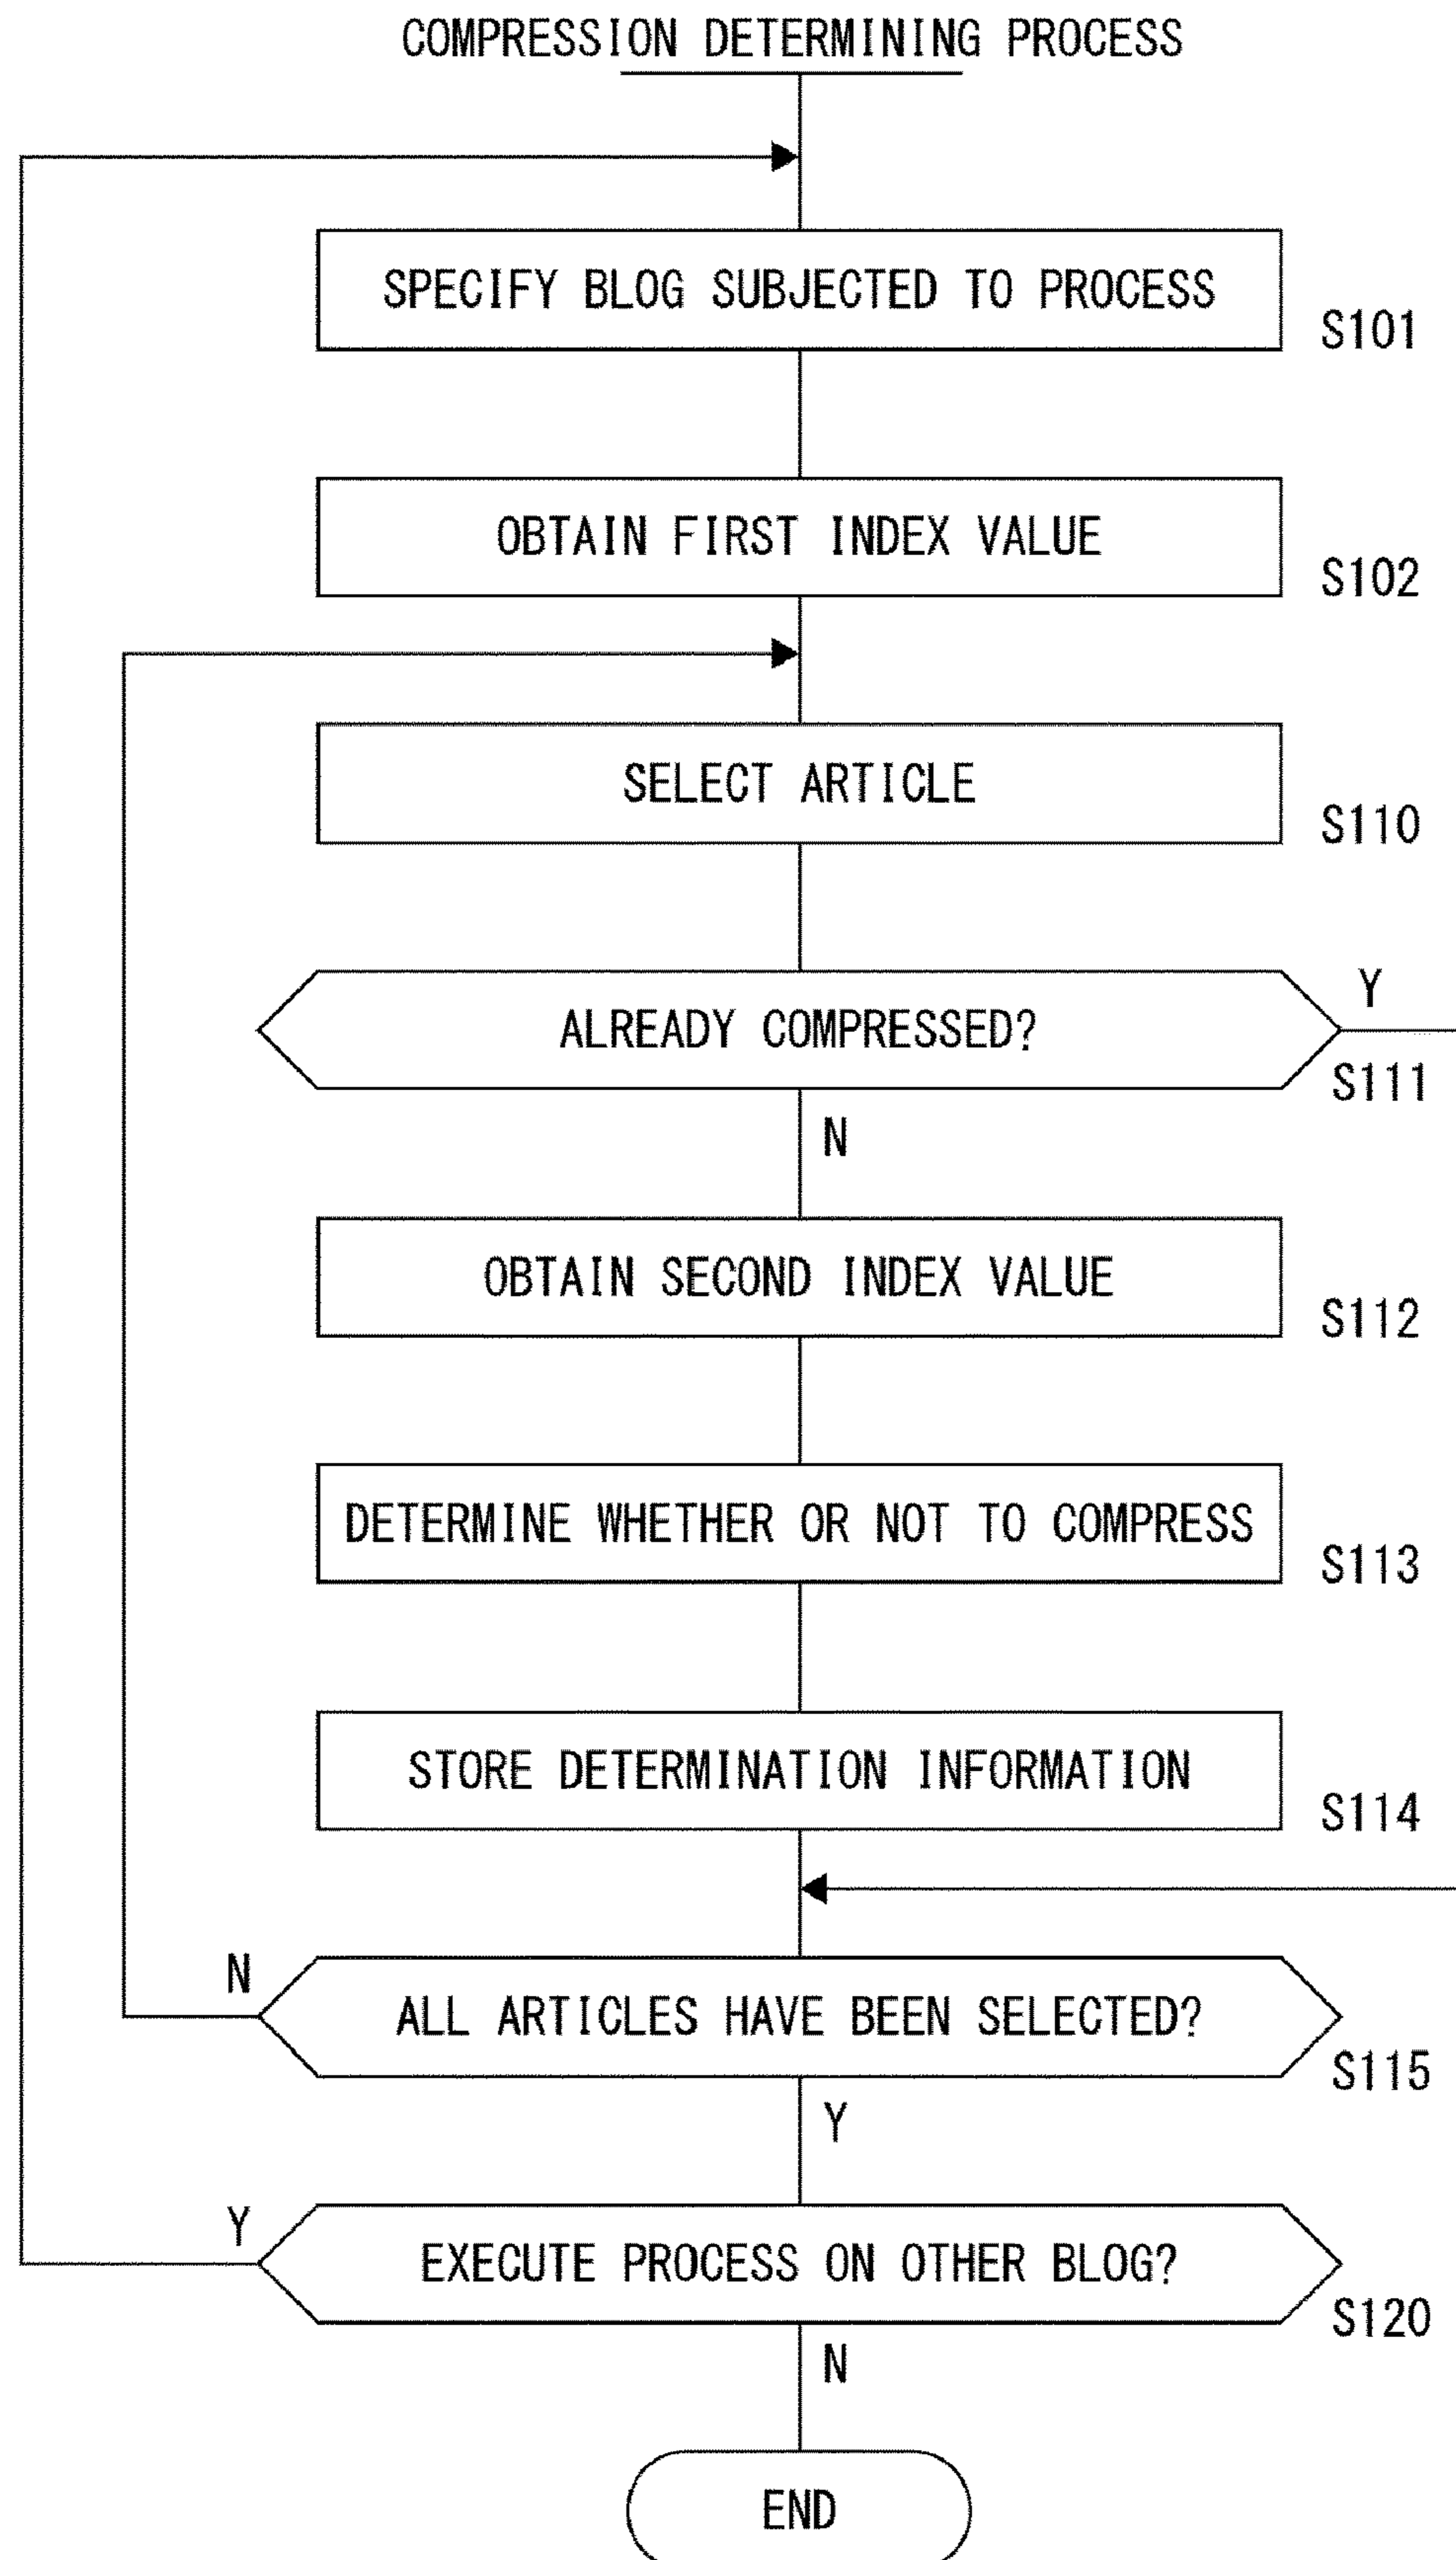 COMPRESSION DETERMINING PROCESS
SPECIFY BLOG SUBJECTED TO PROCESS
S101
OBTAIN FIRST INDEX VALUE
S102
SELECT ARTICLE
S110
ALREADY COMPRESSED?
Y
S111
N
OBTAIN SECOND INDEX VALUE
S112
DETERMINE WHETHER OR NOT TO COMPRESS
S113
STORE DETERMINATION INFORMATION
S114
N
ALL ARTICLES HAVE BEEN SELECTED?
S115
Y
Y
EXECUTE PROCESS ON OTHER BLOG?
S120
N
END